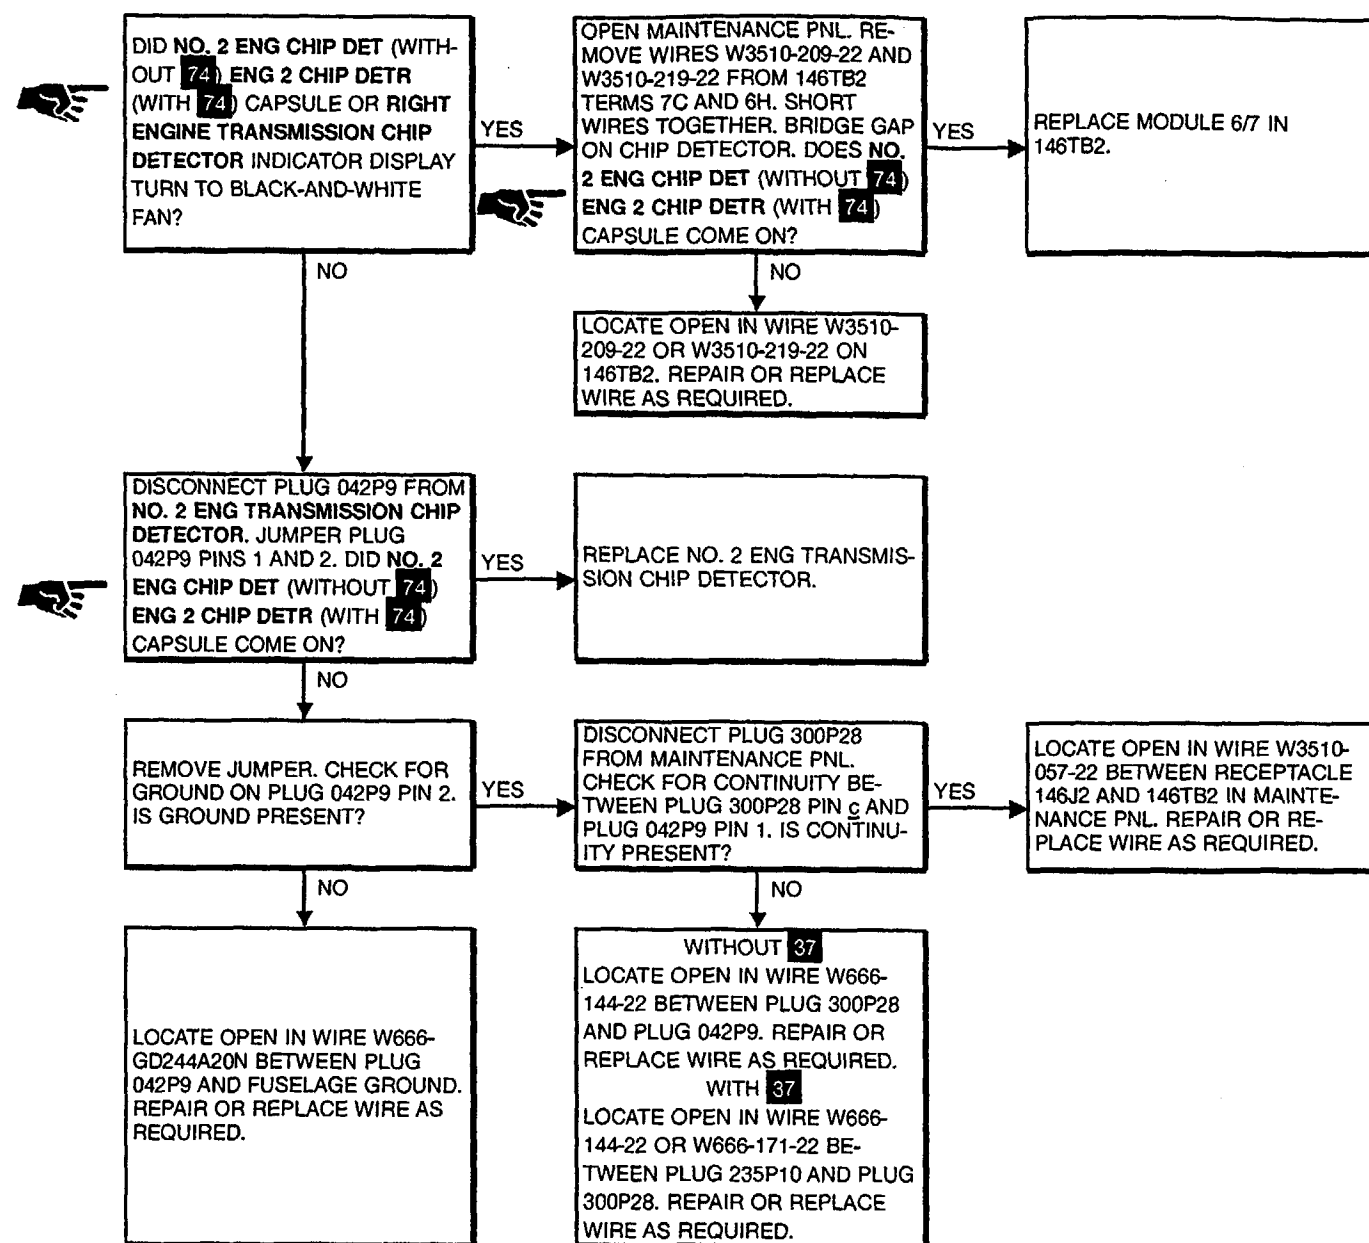 DID NO. 2 ENG CHIP DET (WITH-
OUT 74) ENG 2 CHIP DETR
(WITH 74) CAPSULE OR RIGHT
ENGINE TRANSMISSION CHIP
DETECTOR INDICATOR DISPLAY
TURN TO BLACK-AND-WHITE
FAN?
YES
OPEN MAINTENANCE PNL. RE-
MOVE WIRES W3510-209-22 AND
W3510-219-22 FROM 146TB2
TERMS 7C AND 6H. SHORT
WIRES TOGETHER. BRIDGE GAP
ON CHIP DETECTOR. DOES NO.
2 ENG CHIP DET (WITHOUT 74)
ENG 2 CHIP DETR (WITH 74)
CAPSULE COME ON?
YES
REPLACE MODULE 6/7 IN
146TB2.
NO
NO
LOCATE OPEN IN WIRE W3510-
209-22 OR W3510-219-22 ON
146TB2. REPAIR OR REPLACE
WIRE AS REQUIRED.
DISCONNECT PLUG 042P9 FROM
NO. 2 ENG TRANSMISSION CHIP
DETECTOR. JUMPER PLUG
042P9 PINS 1 AND 2. DID NO. 2
ENG CHIP DET (WITHOUT 74)
ENG 2 CHIP DETR (WITH 74)
CAPSULE COME ON?
YES
REPLACE NO. 2 ENG TRANSMIS-
SION CHIP DETECTOR.
NO
REMOVE JUMPER. CHECK FOR
GROUND ON PLUG 042P9 PIN 2.
IS GROUND PRESENT?
YES
DISCONNECT PLUG 300P28
FROM MAINTENANCE PNL.
CHECK FOR CONTINUITY BE-
TWEEN PLUG 300P28 PIN c AND
PLUG 042P9 PIN 1. IS CONTINU-
ITY PRESENT?
YES
LOCATE OPEN IN WIRE W3510-
057-22 BETWEEN RECEPTACLE
146J2 AND 146TB2 IN MAINTE-
NANCE PNL. REPAIR OR RE-
PLACE WIRE AS REQUIRED.
NO
NO
LOCATE OPEN IN WIRE W666-
GD244A20N BETWEEN PLUG
042P9 AND FUSELAGE GROUND.
REPAIR OR REPLACE WIRE AS
REQUIRED.
WITHOUT 37
LOCATE OPEN IN WIRE W666-
144-22 BETWEEN PLUG 300P28
AND PLUG 042P9. REPAIR OR
REPLACE WIRE AS REQUIRED.
WITH 37
LOCATE OPEN IN WIRE W666-
144-22 OR W666-171-22 BE-
TWEEN PLUG 235P10 AND PLUG
300P28. REPAIR OR REPLACE
WIRE AS REQUIRED.